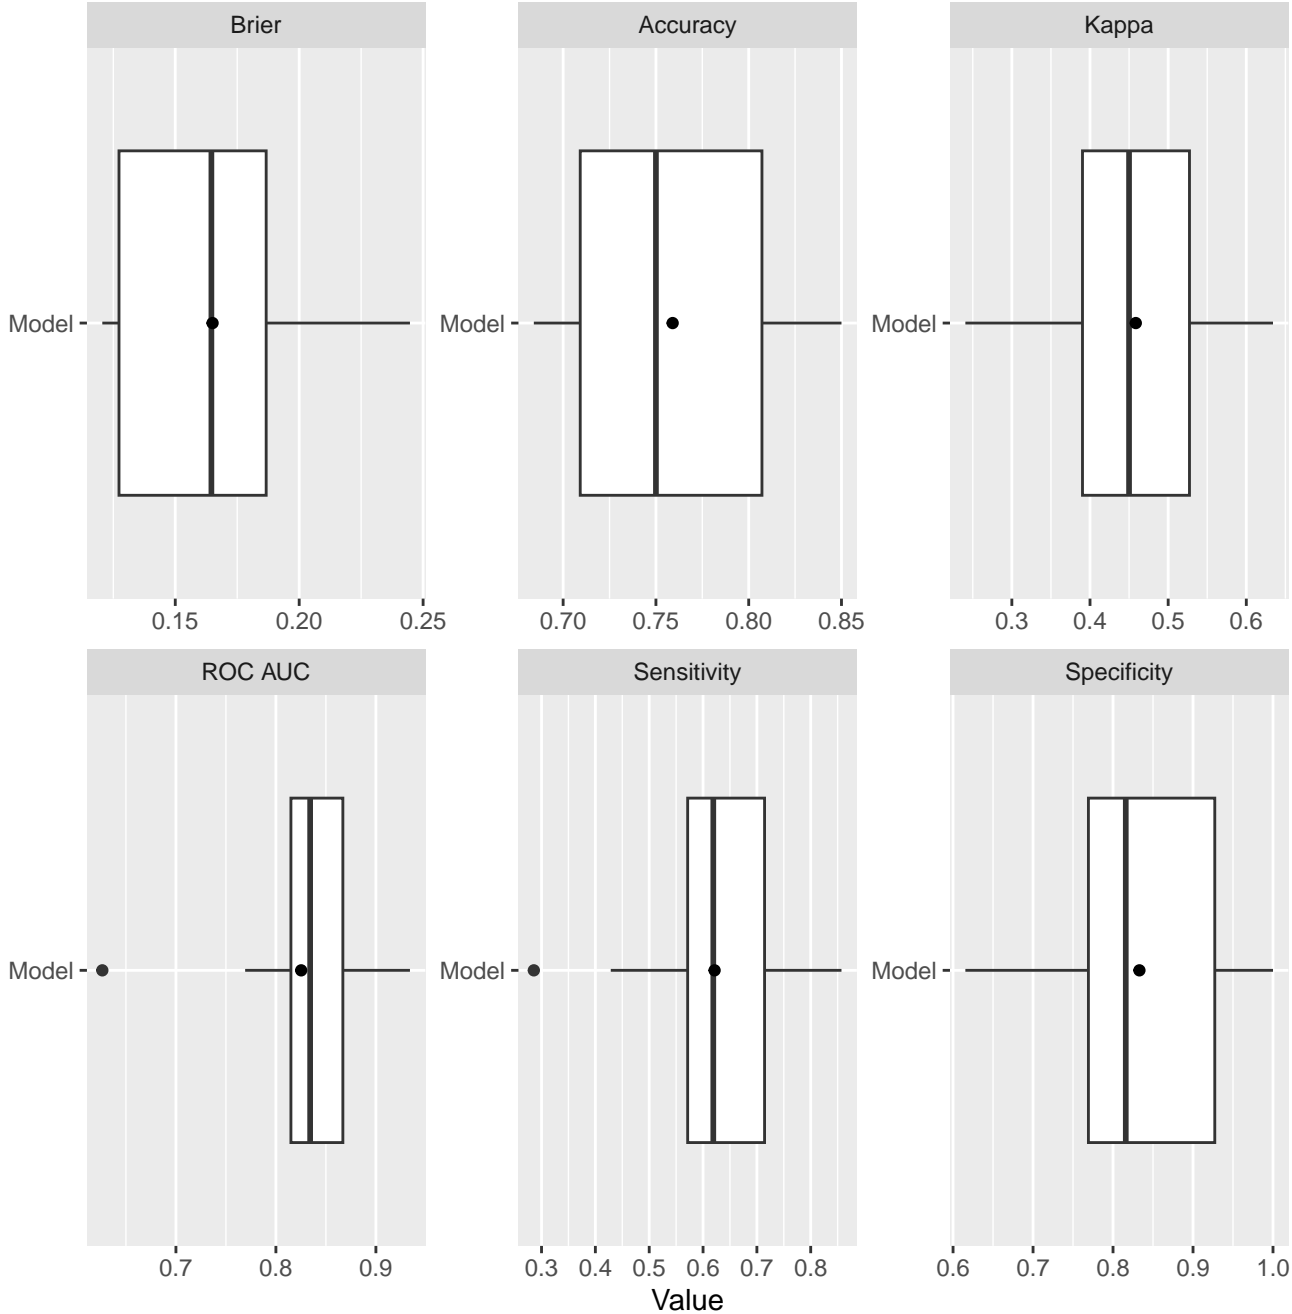 Brier Accuracy Kappa
Model Model Model
0.15 0.20 0.25 0.70 0.75 0.80 0.85 0.3 0.4 0.5 0.6
ROC AUC Sensitivity Specificity
Model Model Model
0.7 0.8 0.9 0.3 0.4 0.5 0.6 0.7 0.8 0.6 0.7 0.8 0.9 1.0
Value